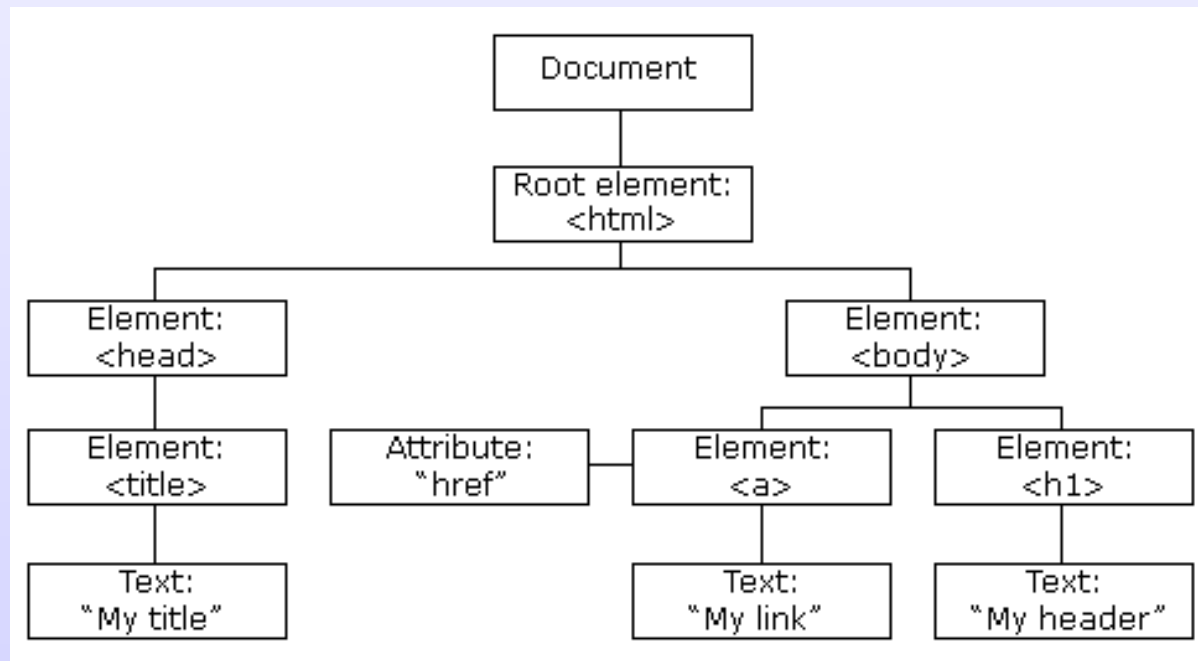 Document
Root element:
<html>
Element:
<head>
Element:
<body>
Element:
<title>
Attribute:
“href”
Element:
<a>
Element:
<h1>
Text:
“My title”
Text:
“My link”
Text:
“My header”